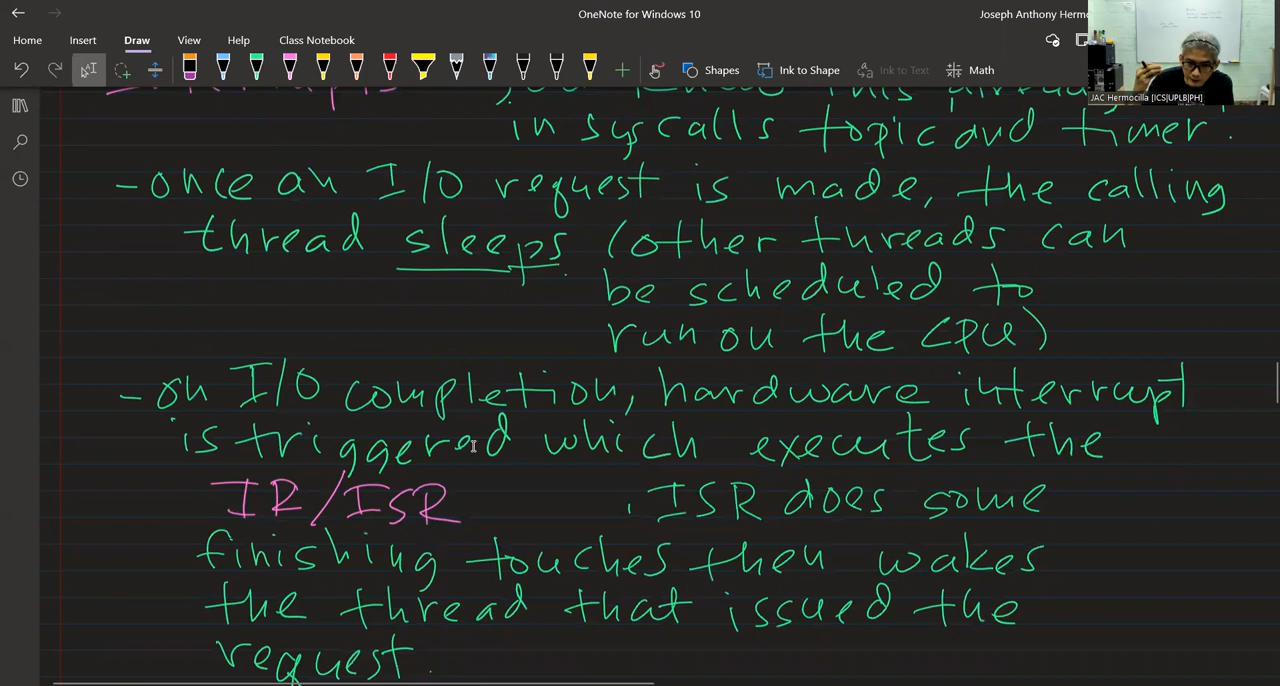 OneNote for Windows 10
Joseph Anthony Hermo
Home Insert Draw View Help Class Notebook
Shapes Ink to Shape Ink to Text Math
JAC Hermocilla [ICS|UPLB|PH]
this
in syscalls topic and timer.
- once an I/O request is made, the calling
thread sleeps (other threads can
be scheduled to
run on the CPU)
- on I/O completion, hardware interrupt
is triggered which executes the
IR/ISR . ISR does some
finishing touches then wakes
the thread that issued the
request.